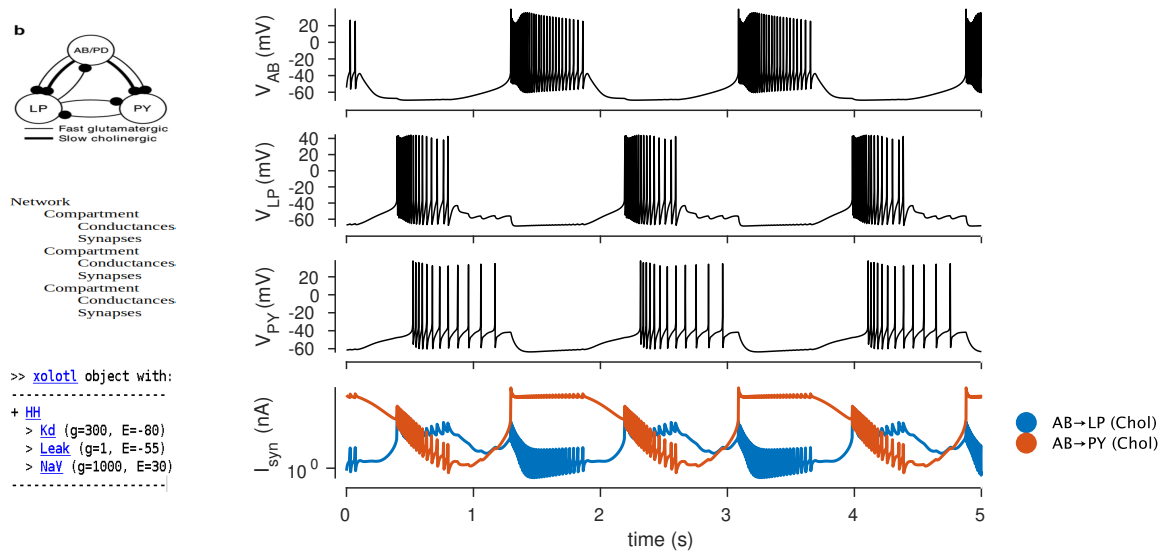 b
AB/PD
LP
PY
Fast glutamatergic
Slow cholinergic
Network
Compartment
Conductances
Synapses
Compartment
Conductances
Synapses
Compartment
Conductances
Synapses
>> xolotl object with:
---------------------
+ HH
> Kd (g=300, E=-80)
> Leak (g=1, E=-55)
> NaV (g=1000, E=30)
---------------------
V_AB (mV)
20
0
-20
-40
-60
V_LP (mV)
40
20
0
-20
-40
-60
V_PY (mV)
20
0
-20
-40
-60
I_syn (nA)
10^0
0 1 2 3 4 5
time (s)
AB→LP (Chol)
AB→PY (Chol)